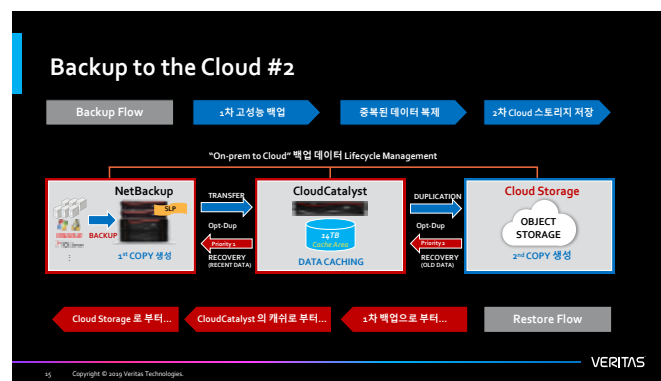 Backup to the Cloud #2
Backup Flow
1차 고성능 백업
중복된 데이터 복제
2차 Cloud 스토리지 저장
"On-prem to Cloud" 백업 데이터 Lifecycle Management
NetBackup
SLP
BACKUP
1st COPY 생성
TRANSFER
Opt-Dup
Priority 1
RECOVERY
(RECENT DATA)
CloudCatalyst
14TB
Cache Area
DATA CACHING
DUPLICATION
Opt-Dup
Priority 2
RECOVERY
(OLD DATA)
Cloud Storage
OBJECT
STORAGE
2nd COPY 생성
Cloud Storage 로 부터...
CloudCatalyst 의 캐쉬로 부터...
1차 백업으로 부터...
Restore Flow
15
Copyright © 2019 Veritas Technologies.
VERITAS